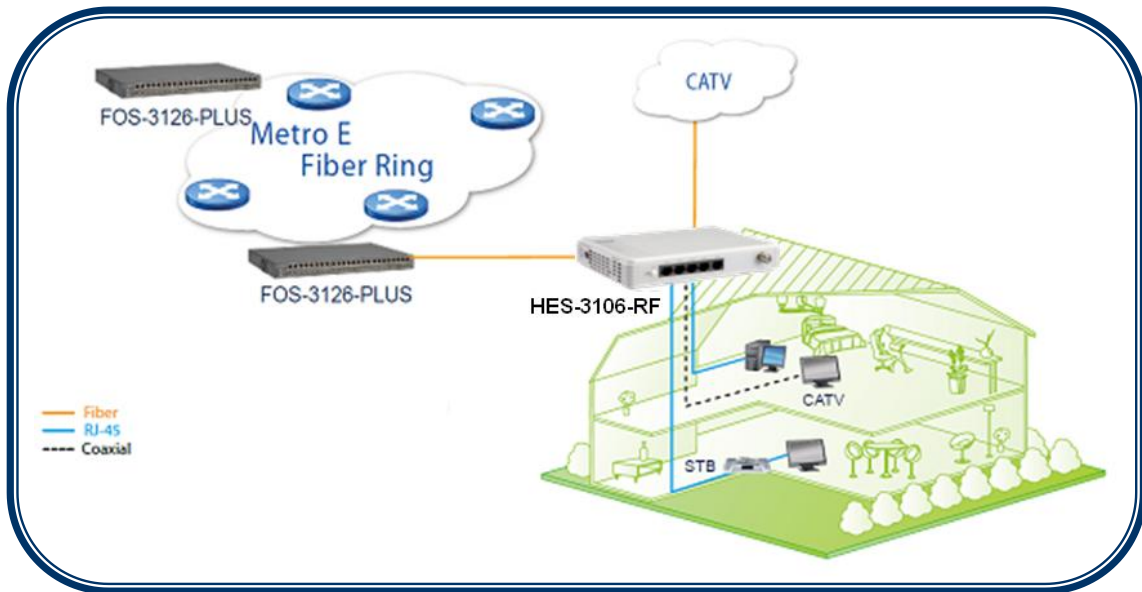 FOS-3126-PLUS
Metro E
Fiber Ring
CATV
FOS-3126-PLUS
HES-3106-RF
CATV
STB
Fiber
RJ-45
Coaxial